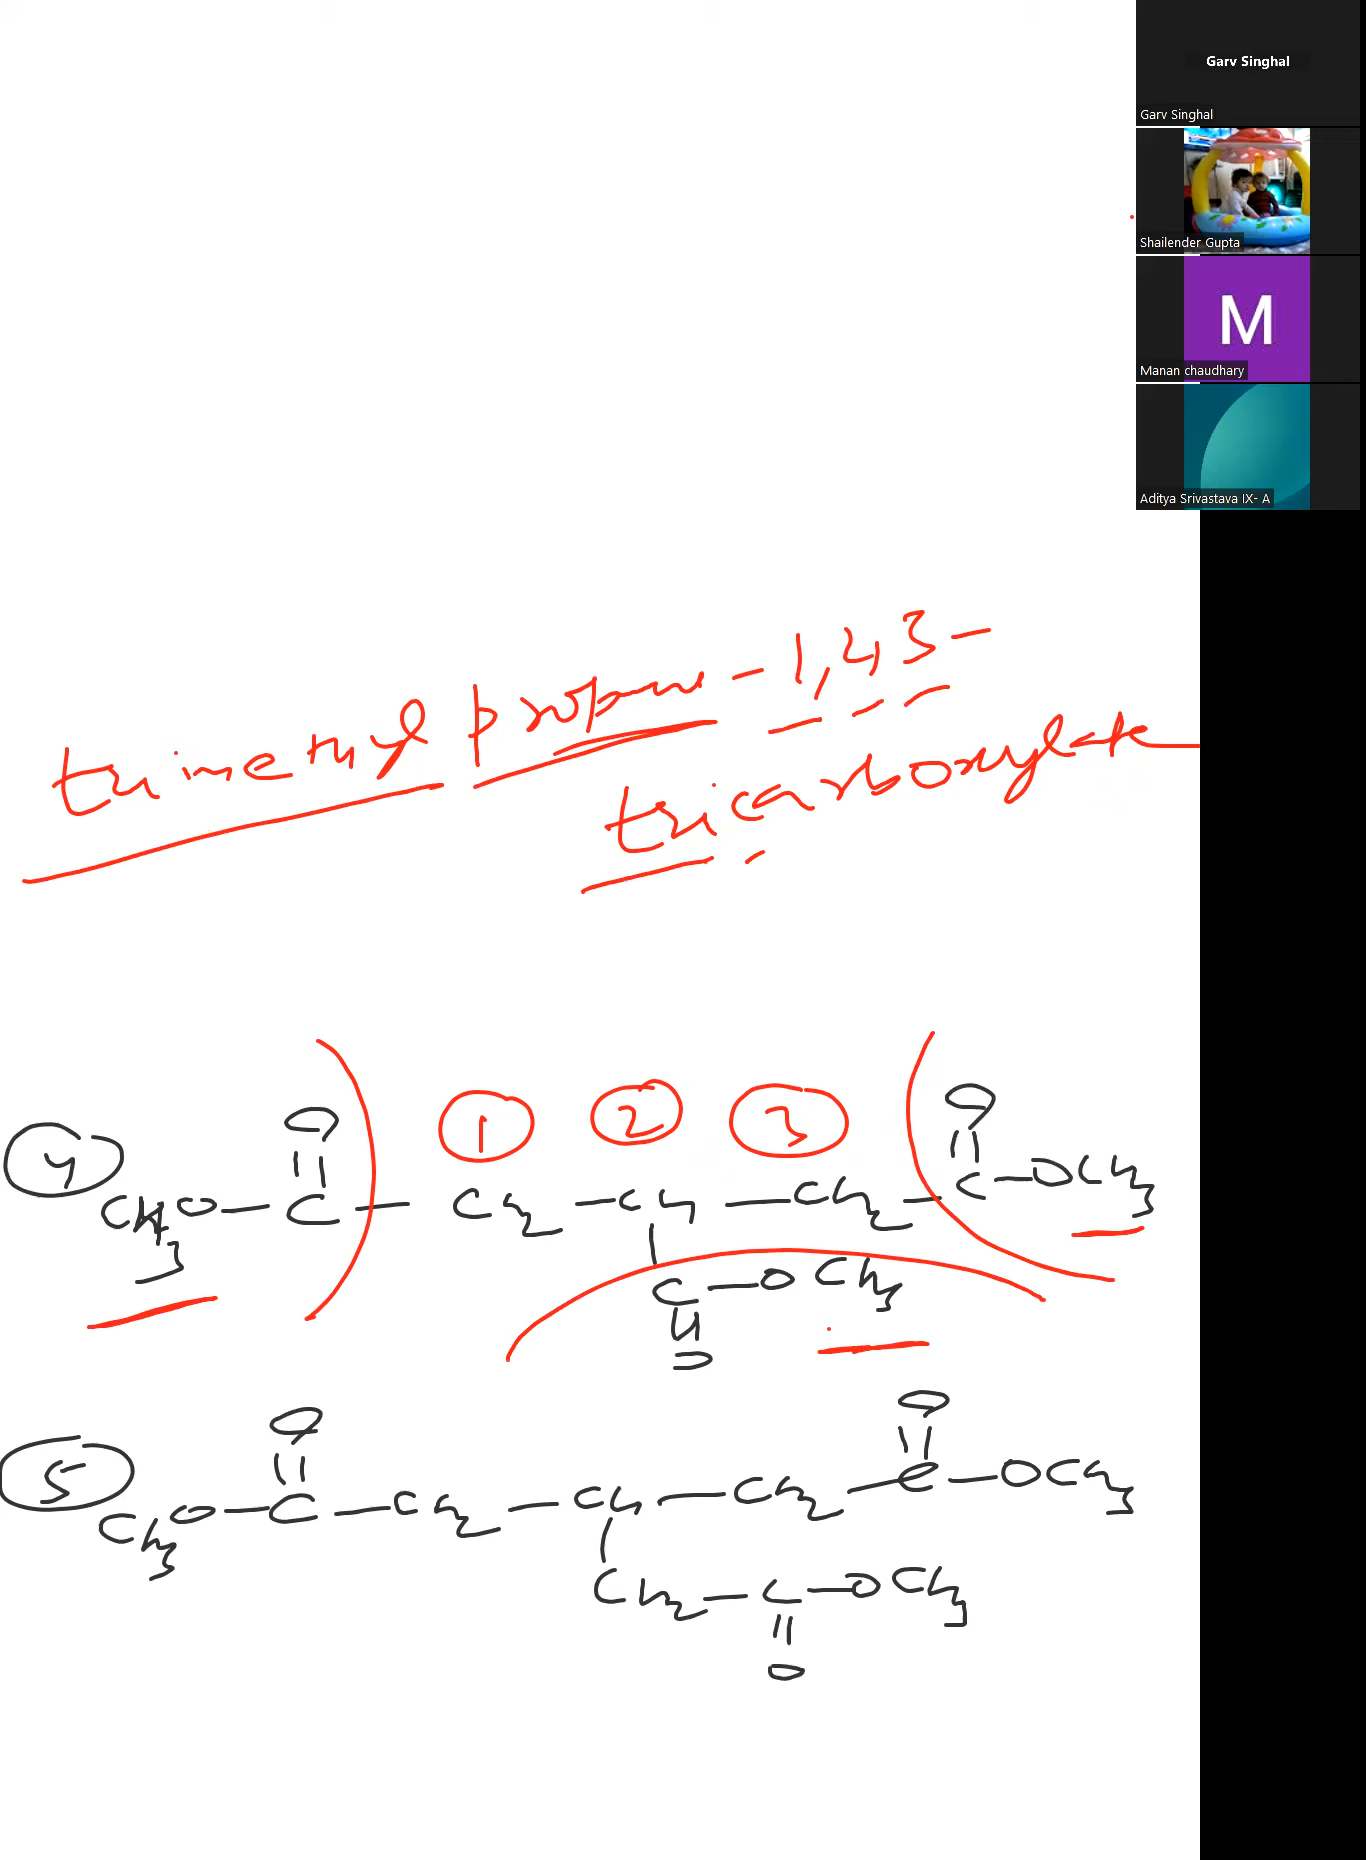 Garv Singhal
Garv Singhal
Shailender Gupta
M
Manan chaudhary
Aditya Srivastava IX- A
trimethyl propane - 1,2,3 -
tricarboxylate
1 2 3
O O
|| ||
4 CH3O - C - CH2 - CH - CH2 - C - OCH3
|
C - OCH3
||
O
O O
|| ||
5 CH3O - C - CH2 - CH - CH2 - C - OCH3
|
CH2 - C - OCH3
||
O